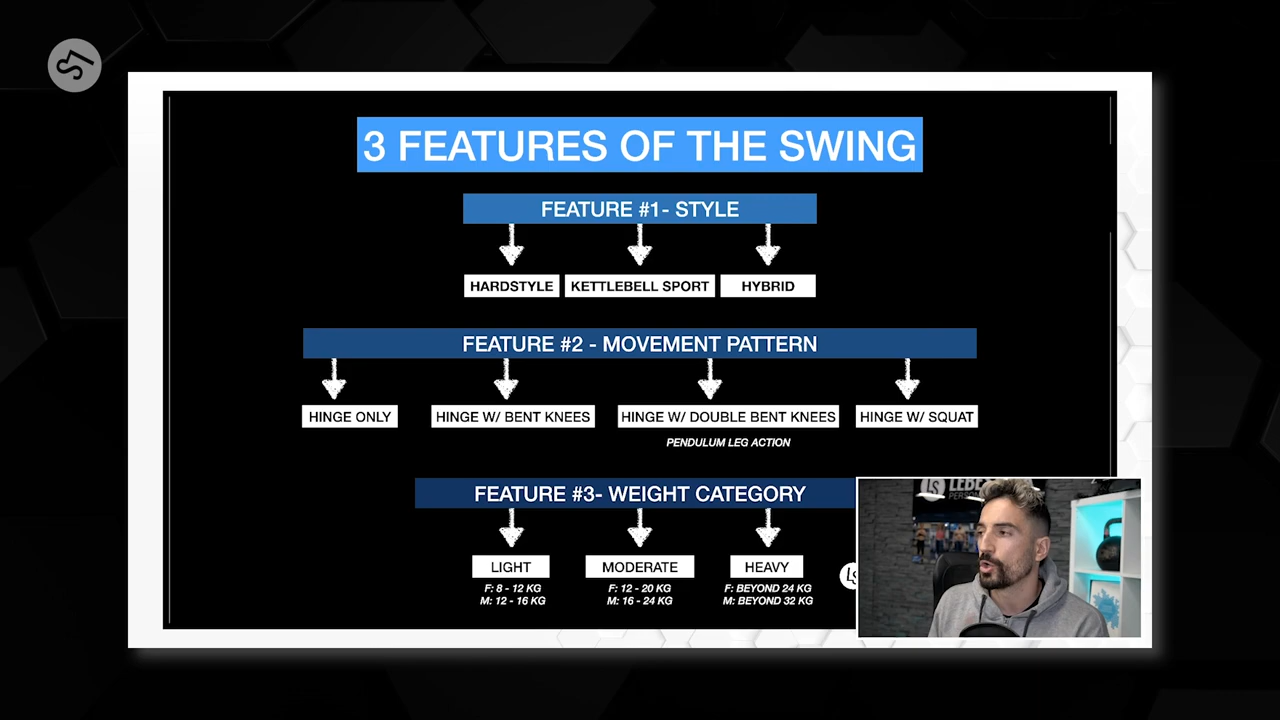 3 FEATURES OF THE SWING
FEATURE #1- STYLE
HARDSTYLE KETTLEBELL SPORT HYBRID
FEATURE #2 - MOVEMENT PATTERN
HINGE ONLY HINGE W/ BENT KNEES HINGE W/ DOUBLE BENT KNEES HINGE W/ SQUAT
PENDULUM LEG ACTION
FEATURE #3- WEIGHT CATEGORY
LIGHT MODERATE HEAVY
F: 8 - 12 KG F: 12 - 20 KG F: BEYOND 24 KG
M: 12 - 16 KG M: 16 - 24 KG M: BEYOND 32 KG
LS